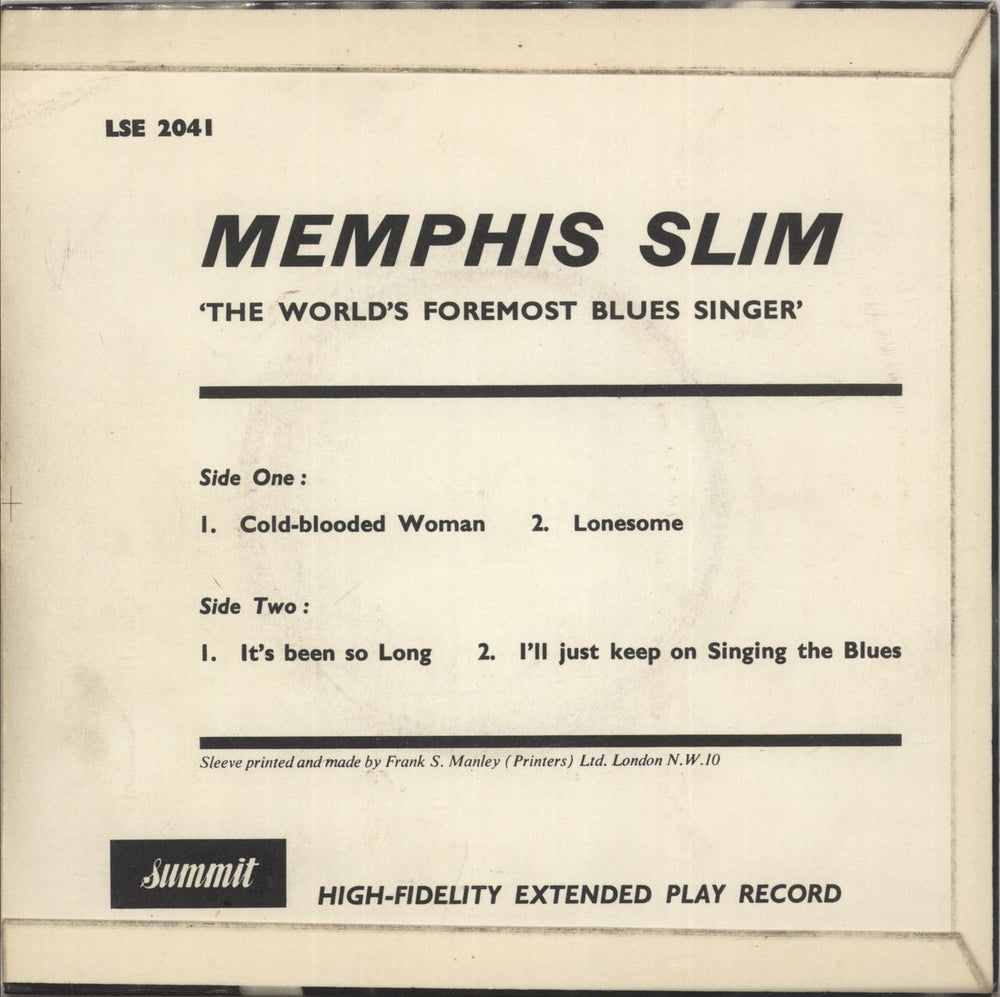 LSE 2041
MEMPHIS SLIM
‘THE WORLD’S FOREMOST BLUES SINGER’
Side One :
1. Cold-blooded Woman 2. Lonesome
Side Two :
1. It’s been so Long 2. I’ll just keep on Singing the Blues
Sleeve printed and made by Frank S. Manley (Printers) Ltd. London N.W.10
summit
HIGH-FIDELITY EXTENDED PLAY RECORD